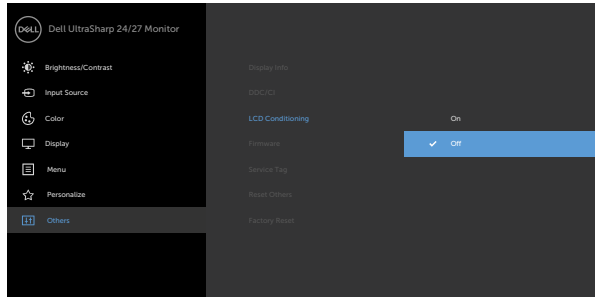 DELL Dell UltraSharp 24/27 Monitor
Brightness/Contrast
Display Info
Input Source
DDC/CI
Color
LCD Conditioning
On
Display
Firmware
Off
Menu
Service Tag
Personalize
Reset Others
Others
Factory Reset